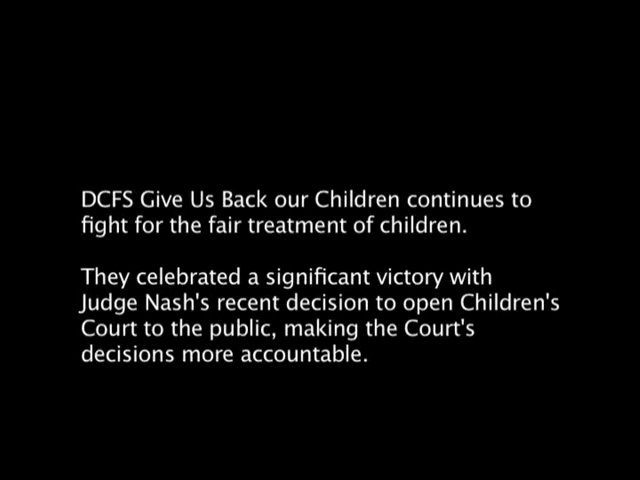 DCFS Give Us Back our Children continues to
fight for the fair treatment of children.
They celebrated a significant victory with
Judge Nash's recent decision to open Children's
Court to the public, making the Court's
decisions more accountable.